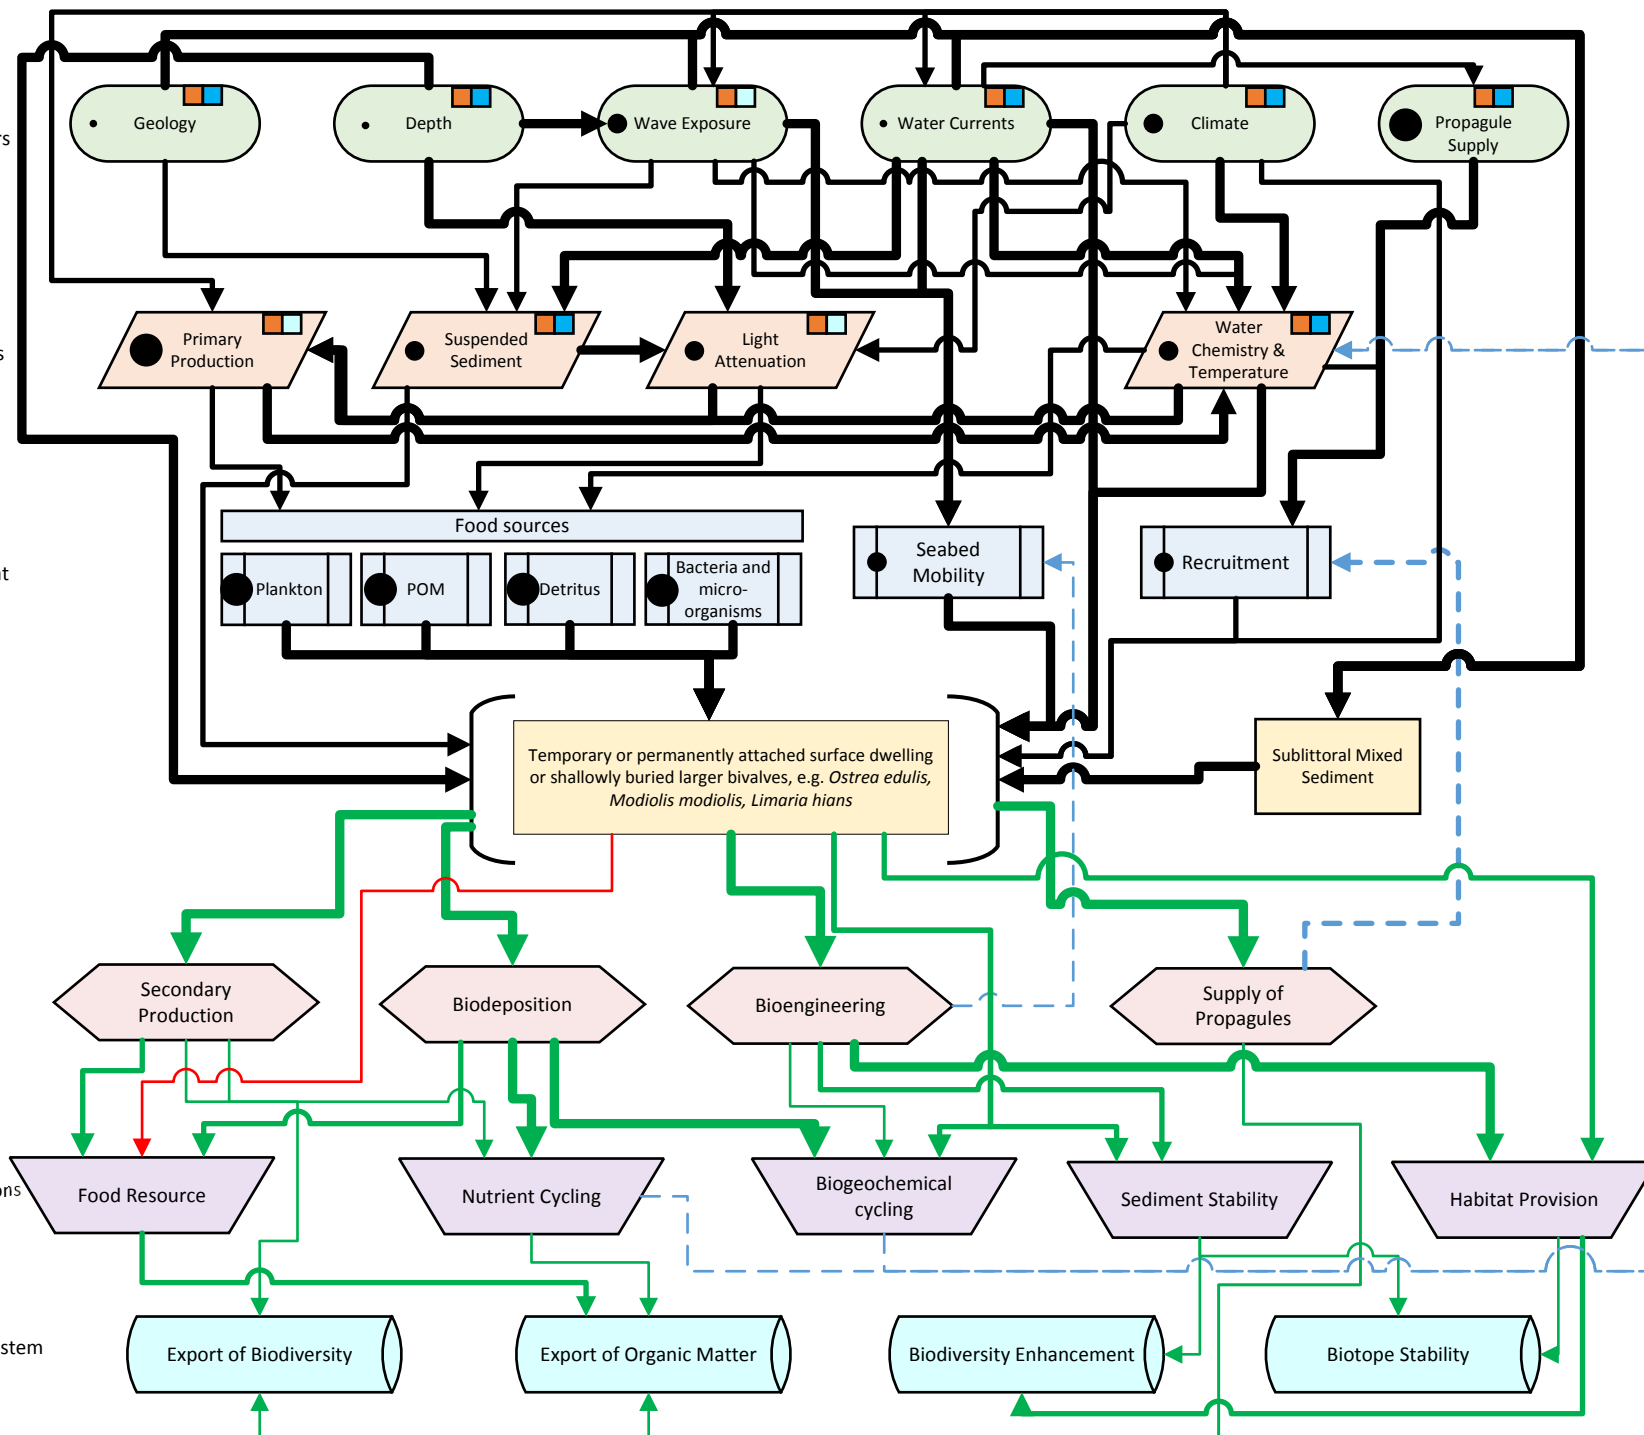 Geology
Depth
Wave Exposure
Water Currents
Climate
Propagule
Supply
rs
Primary
Production
Suspended
Sediment
Light
Attenuation
Water
Chemistry &
Temperature
s
Food sources
Plankton
POM
Detritus
Bacteria and
micro-
organisms
Seabed
Mobility
Recruitment
nt
Temporary or permanently attached surface dwelling
or shallowly buried larger bivalves, e.g. Ostrea edulis,
Modiolis modiolis, Limaria hians
Sublittoral Mixed
Sediment
Secondary
Production
Biodeposition
Bioengineering
Supply of
Propagules
ons
Food Resource
Nutrient Cycling
Biogeochemical
cycling
Sediment Stability
Habitat Provision
stem
Export of Biodiversity
Export of Organic Matter
Biodiversity Enhancement
Biotope Stability